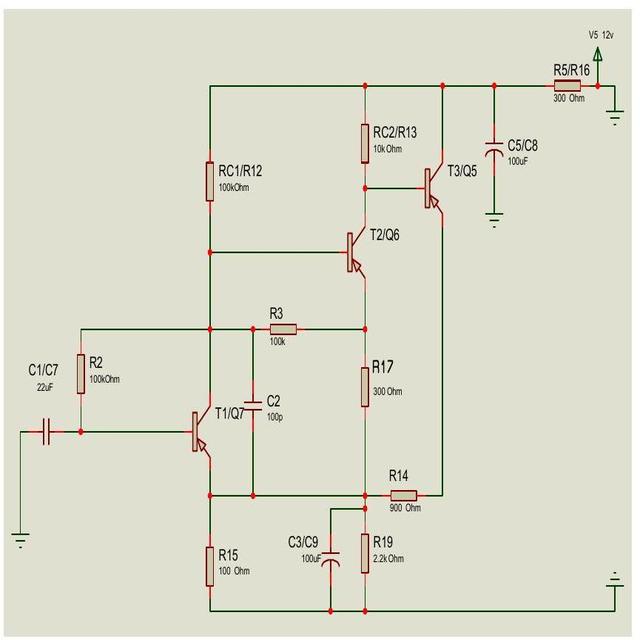 V5 12v
R5/R16
300 Ohm
RC2/R13
10kOhm
C5/C8
100uF
T3/Q5
RC1/R12
100kOhm
T2/Q6
R3
100k
C1/C7
22uF
R2
100kOhm
R17
300 Ohm
T1/Q7
C2
100p
R14
900 Ohm
R15
100 Ohm
C3/C9
100uF
R19
2.2kOhm